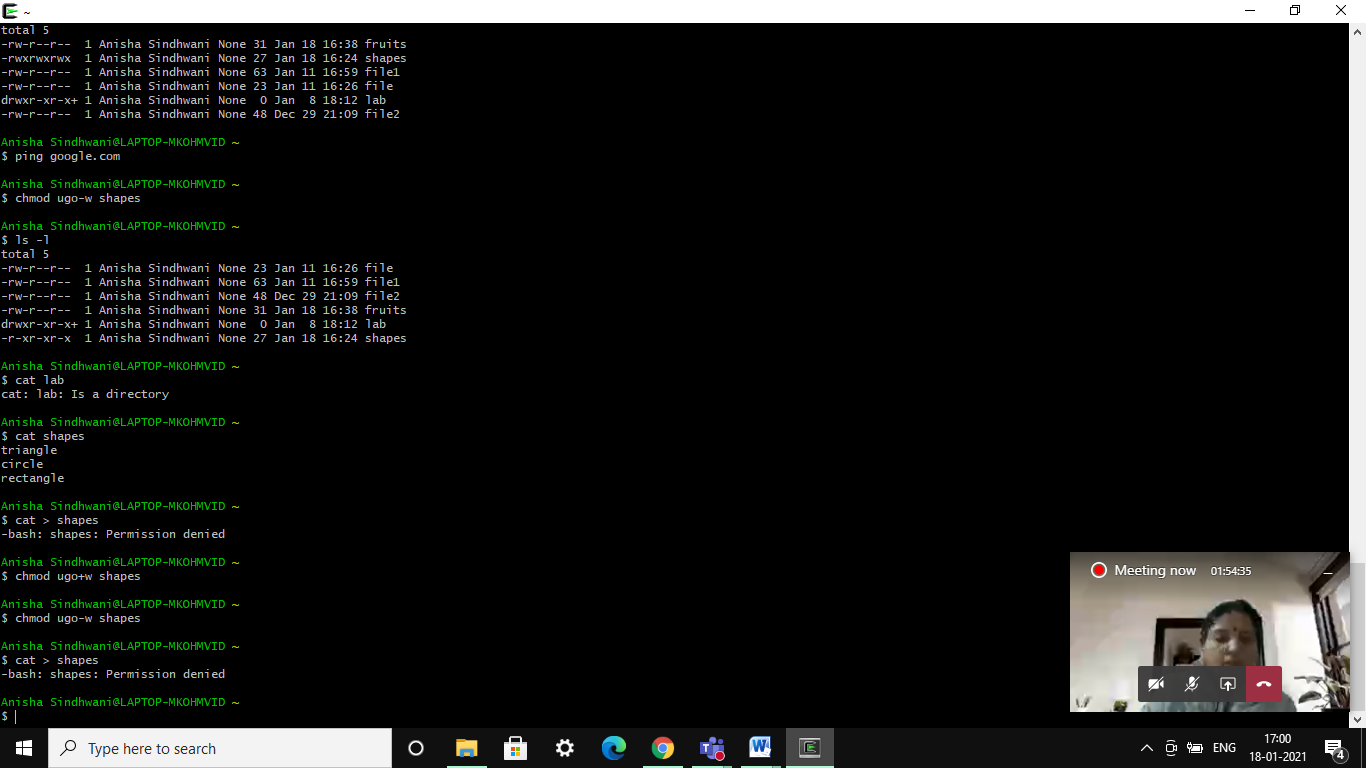 ~
total 5
-rw-r--r--  1 Anisha Sindhwani None 31 Jan 18 16:38 fruits
-rwxrwxrwx  1 Anisha Sindhwani None 27 Jan 18 16:24 shapes
-rw-r--r--  1 Anisha Sindhwani None 63 Jan 11 16:59 file1
-rw-r--r--  1 Anisha Sindhwani None 23 Jan 11 16:26 file
drwxr-xr-x+ 1 Anisha Sindhwani None  0 Jan  8 18:12 lab
-rw-r--r--  1 Anisha Sindhwani None 48 Dec 29 21:09 file2
Anisha Sindhwani@LAPTOP-MKOHMVID ~
$ ping google.com
Anisha Sindhwani@LAPTOP-MKOHMVID ~
$ chmod ugo-w shapes
Anisha Sindhwani@LAPTOP-MKOHMVID ~
$ ls -l
total 5
-rw-r--r--  1 Anisha Sindhwani None 23 Jan 11 16:26 file
-rw-r--r--  1 Anisha Sindhwani None 63 Jan 11 16:59 file1
-rw-r--r--  1 Anisha Sindhwani None 48 Dec 29 21:09 file2
-rw-r--r--  1 Anisha Sindhwani None 31 Jan 18 16:38 fruits
drwxr-xr-x+ 1 Anisha Sindhwani None  0 Jan  8 18:12 lab
-r-xr-xr-x  1 Anisha Sindhwani None 27 Jan 18 16:24 shapes
Anisha Sindhwani@LAPTOP-MKOHMVID ~
$ cat lab
cat: lab: Is a directory
Anisha Sindhwani@LAPTOP-MKOHMVID ~
$ cat shapes
triangle
circle
rectangle
Anisha Sindhwani@LAPTOP-MKOHMVID ~
$ cat > shapes
-bash: shapes: Permission denied
Anisha Sindhwani@LAPTOP-MKOHMVID ~
$ chmod ugo+w shapes
Anisha Sindhwani@LAPTOP-MKOHMVID ~
$ chmod ugo-w shapes
Anisha Sindhwani@LAPTOP-MKOHMVID ~
$ cat > shapes
-bash: shapes: Permission denied
Anisha Sindhwani@LAPTOP-MKOHMVID ~
$
Meeting now 01:54:35
Type here to search
ENG
17:00
18-01-2021
4